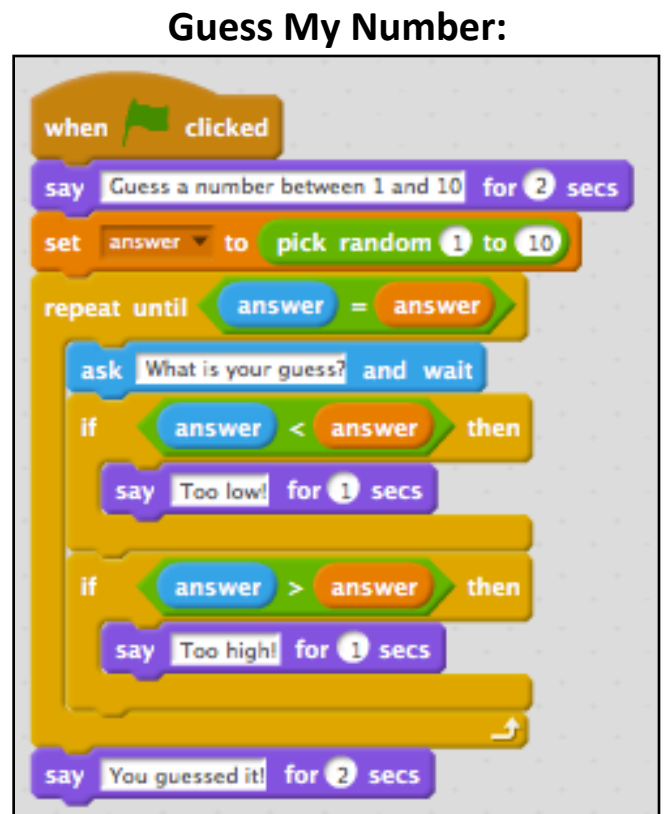 Guess My Number:
when clicked
say Guess a number between 1 and 10 for 2 secs
set answer to pick random 1 to 10
repeat until answer = answer
ask What is your guess? and wait
if answer < answer then
say Too low! for 1 secs
if answer > answer then
say Too high! for 1 secs
say You guessed it! for 2 secs